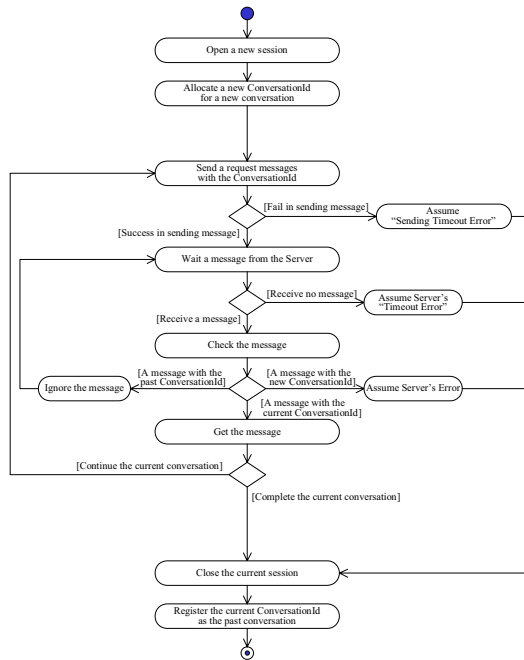 Open a new session
Allocate a new ConversationId
for a new conversation
Send a request messages
with the ConversationId
[Fail in sending message]
Assume
“Sending Timeout Error”
[Success in sending message]
Wait a message from the Server
[Receive no message]
Assume Server's
“Timeout Error”
[Receive a message]
Check the message
[A message with the
past ConversationId]
[A message with the
new ConversationId]
Ignore the message
Assume Server's Error
[A message with the
current ConversationId]
Get the message
[Continue the current conversation]
[Complete the current conversation]
Close the current session
Register the current ConversationId
as the past conversation